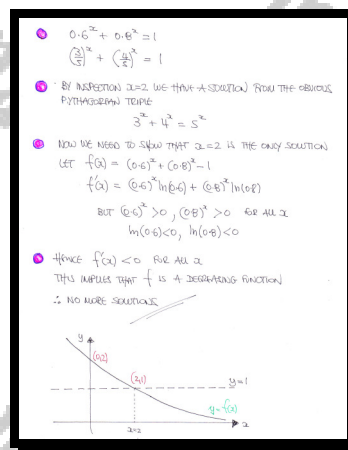 0.6^x + 0.8^x = 1
(3/5)^x + (4/5)^x = 1
BY INSPECTION x=2 WE HAVE A SOLUTION FROM THE OBVIOUS
PYTHAGOREAN TRIPLE
3^x + 4^x = 5^x
NOW WE NEED TO SHOW THAT x=2 IS THE ONLY SOLUTION
LET f(x) = (0.6)^x + (0.8)^x - 1
f'(x) = (0.6)^x ln(0.6) + (0.8)^x ln(0.8)
BUT (0.6)^x > 0, (0.8)^x > 0 FOR ALL x
ln(0.6)<0, ln(0.8)<0
HENCE f'(x) < 0 FOR ALL x
THIS IMPLIES THAT f IS A DECREASING FUNCTION
∴ NO MORE SOLUTIONS
y
(0,2)
(2,1)
y=1
y=f(x)
x=2
x